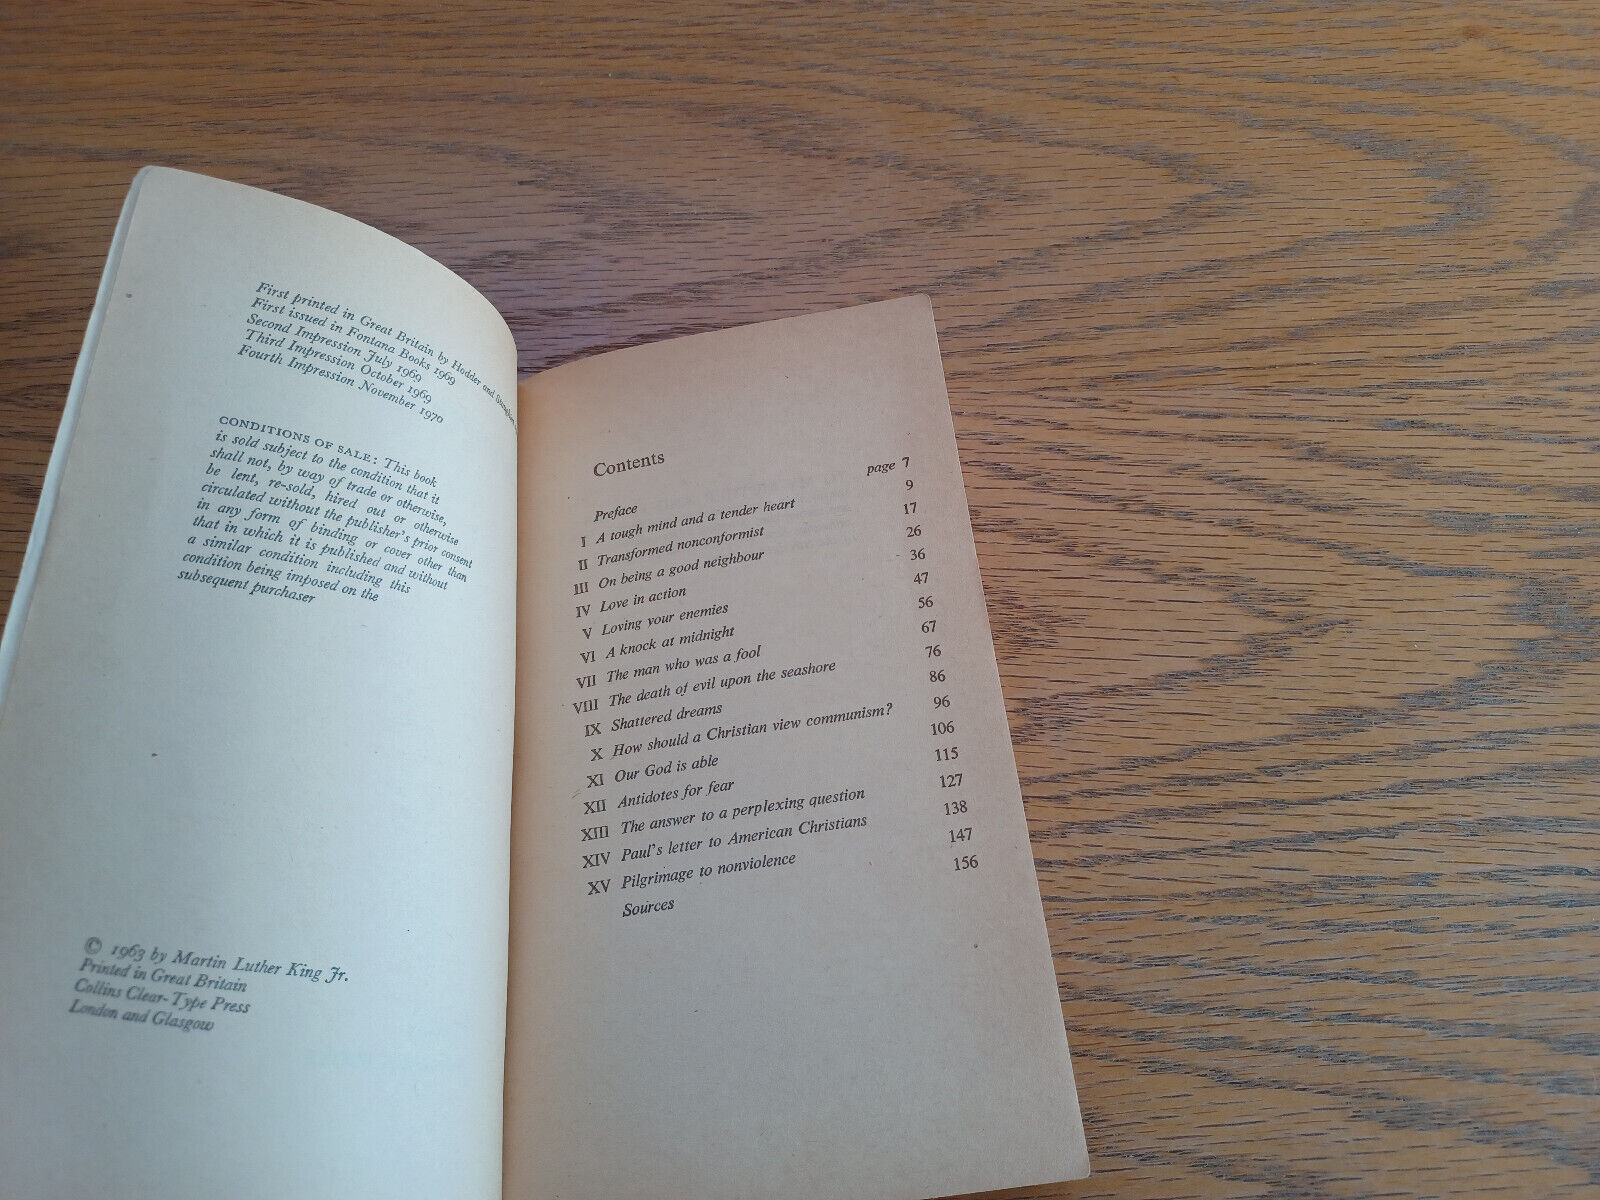 First printed in Great Britain by Hodder and
First issued in Fontana Books 1969
Second Impression July 1969
Third Impression October 1969
Fourth Impression November 1970
CONDITIONS OF SALE: This book
is sold subject to the condition that it
shall not, by way of trade or otherwise,
be lent, re-sold, hired out or otherwise
circulated without the publisher's prior consent
in any form of binding or cover other than
that in which it is published and without
a similar condition including this
condition being imposed on the
subsequent purchaser
© 1963 by Martin Luther King Jr.
Printed in Great Britain
Collins Clear-Type Press
London and Glasgow
Contents
Preface page 7
I A tough mind and a tender heart 9
II Transformed nonconformist 17
III On being a good neighbour 26
IV Love in action 36
V Loving your enemies 47
VI A knock at midnight 56
VII The man who was a fool 67
VIII The death of evil upon the seashore 76
IX Shattered dreams 86
X How should a Christian view communism? 96
XI Our God is able 106
XII Antidotes for fear 115
XIII The answer to a perplexing question 127
XIV Paul's letter to American Christians 138
XV Pilgrimage to nonviolence 147
Sources 156